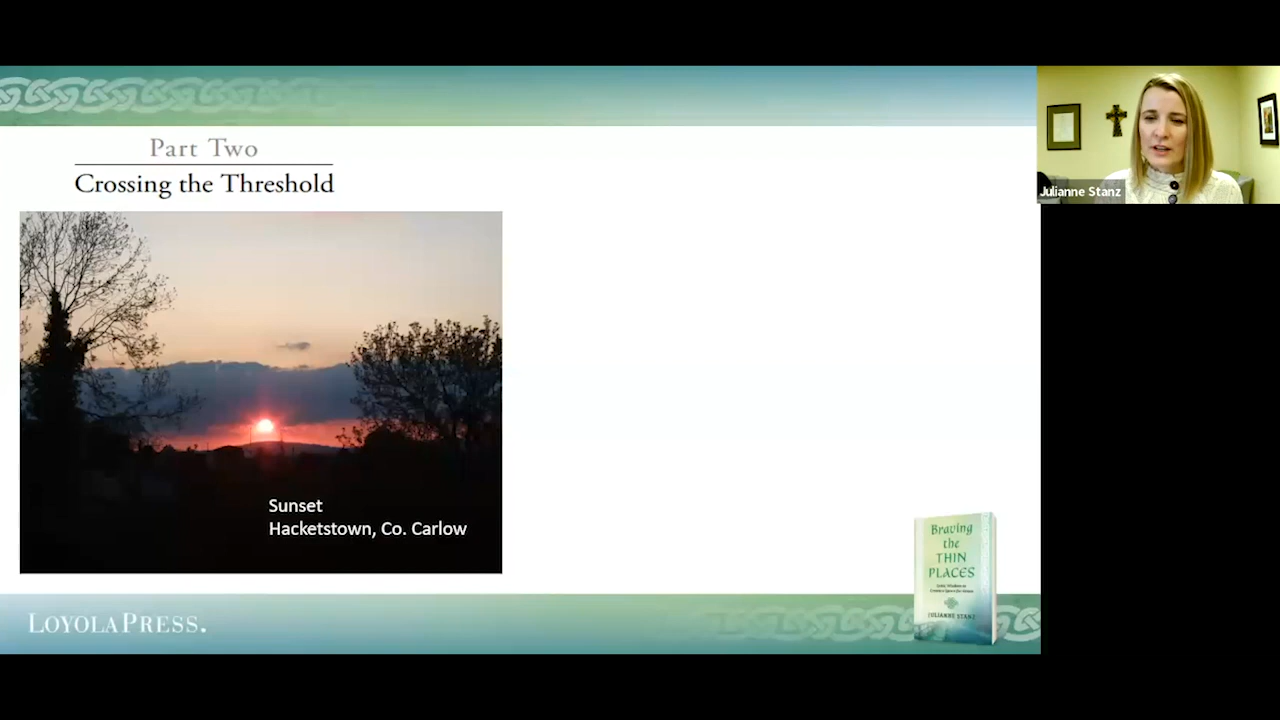 Part Two
Crossing the Threshold
Julianne Stanz
Sunset
Hacketstown, Co. Carlow
Braving
the
THIN
PLACES
JULIANNE STANZ
LOYOLAPRESS.